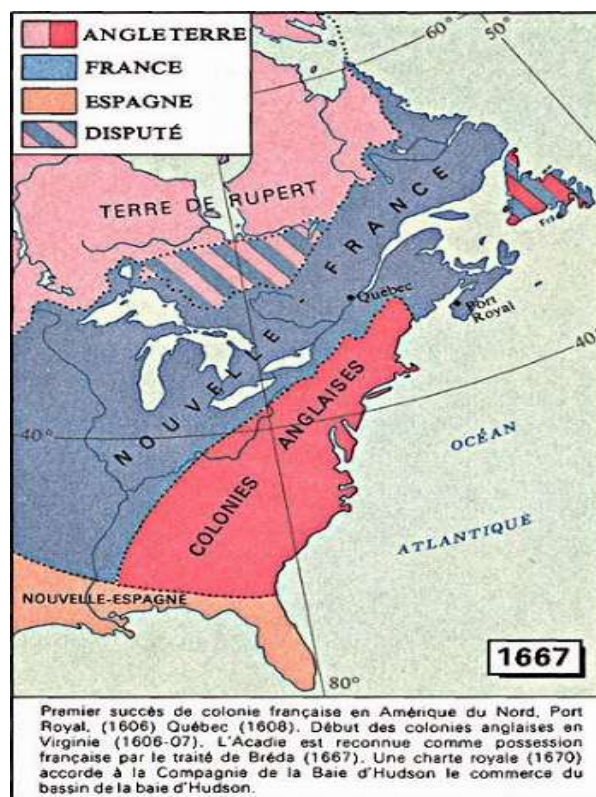 ANGLETERRE
FRANCE
ESPAGNE
DISPUTÉ
60°
50°
TERRE DE RUPERT
NOUVELLE - FRANCE
Québec
Port
Royal
40°
40°
COLONIES ANGLAISES
OCÉAN
ATLANTIQUE
NOUVELLE-ESPAGNE
80°
1667
Premier succès de colonie française en Amérique du Nord, Port
Royal, (1606) Québec (1608). Début des colonies anglaises en
Virginie (1606-07). L'Acadie est reconnue comme possession
française par le traité de Bréda (1667). Une charte royale (1670)
accorde à la Compagnie de la Baie d'Hudson le commerce du
bassin de la baie d'Hudson.